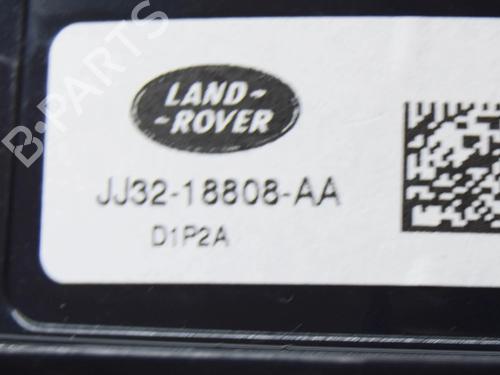 B-PARTS
LAND~
~ROVER
JJ32-18808-AA
D1P2A